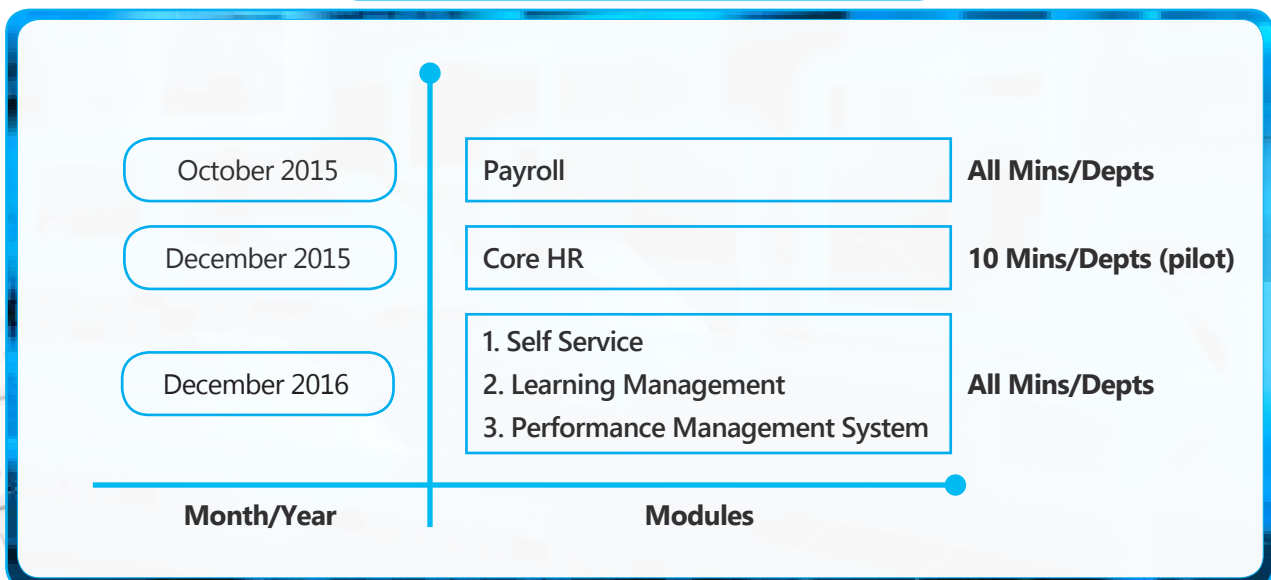 October 2015 Payroll All Mins/Depts
December 2015 Core HR 10 Mins/Depts (pilot)
1. Self Service
December 2016 2. Learning Management All Mins/Depts
3. Performance Management System
Month/Year Modules